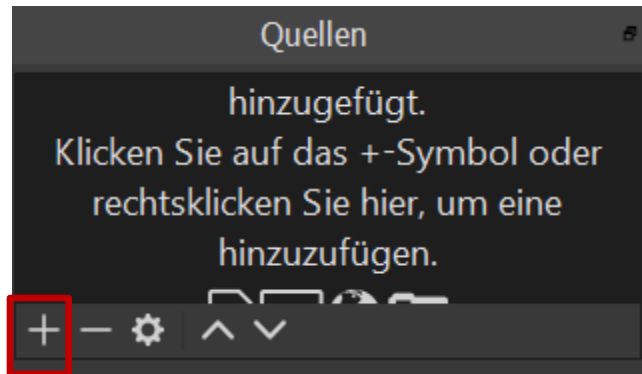 Quellen
hinzugefügt.
Klicken Sie auf das +-Symbol oder
rechtsklicken Sie hier, um eine
hinzuzufügen.